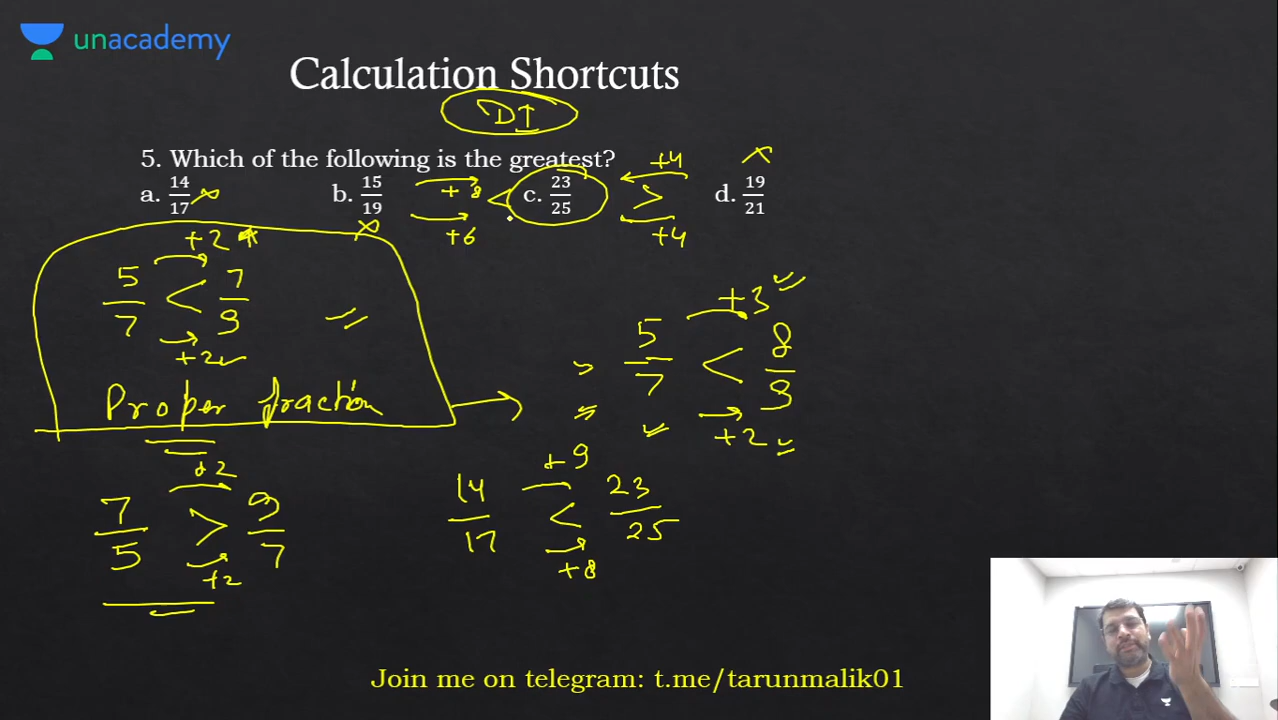 unacademy
Calculation Shortcuts
DI
5. Which of the following is the greatest?
a. 14/17 × b. 15/19 × +8 +6 < c. 23/25 +4 > +4 d. 19/21 ×
5/7 < 7/9 +2 +2
Proper fraction
5/7 < 8/9 +3 +2
7/5 > 9/7 +2 +2
14/17 < 23/25 +9 +8
Join me on telegram: t.me/tarunmalik01